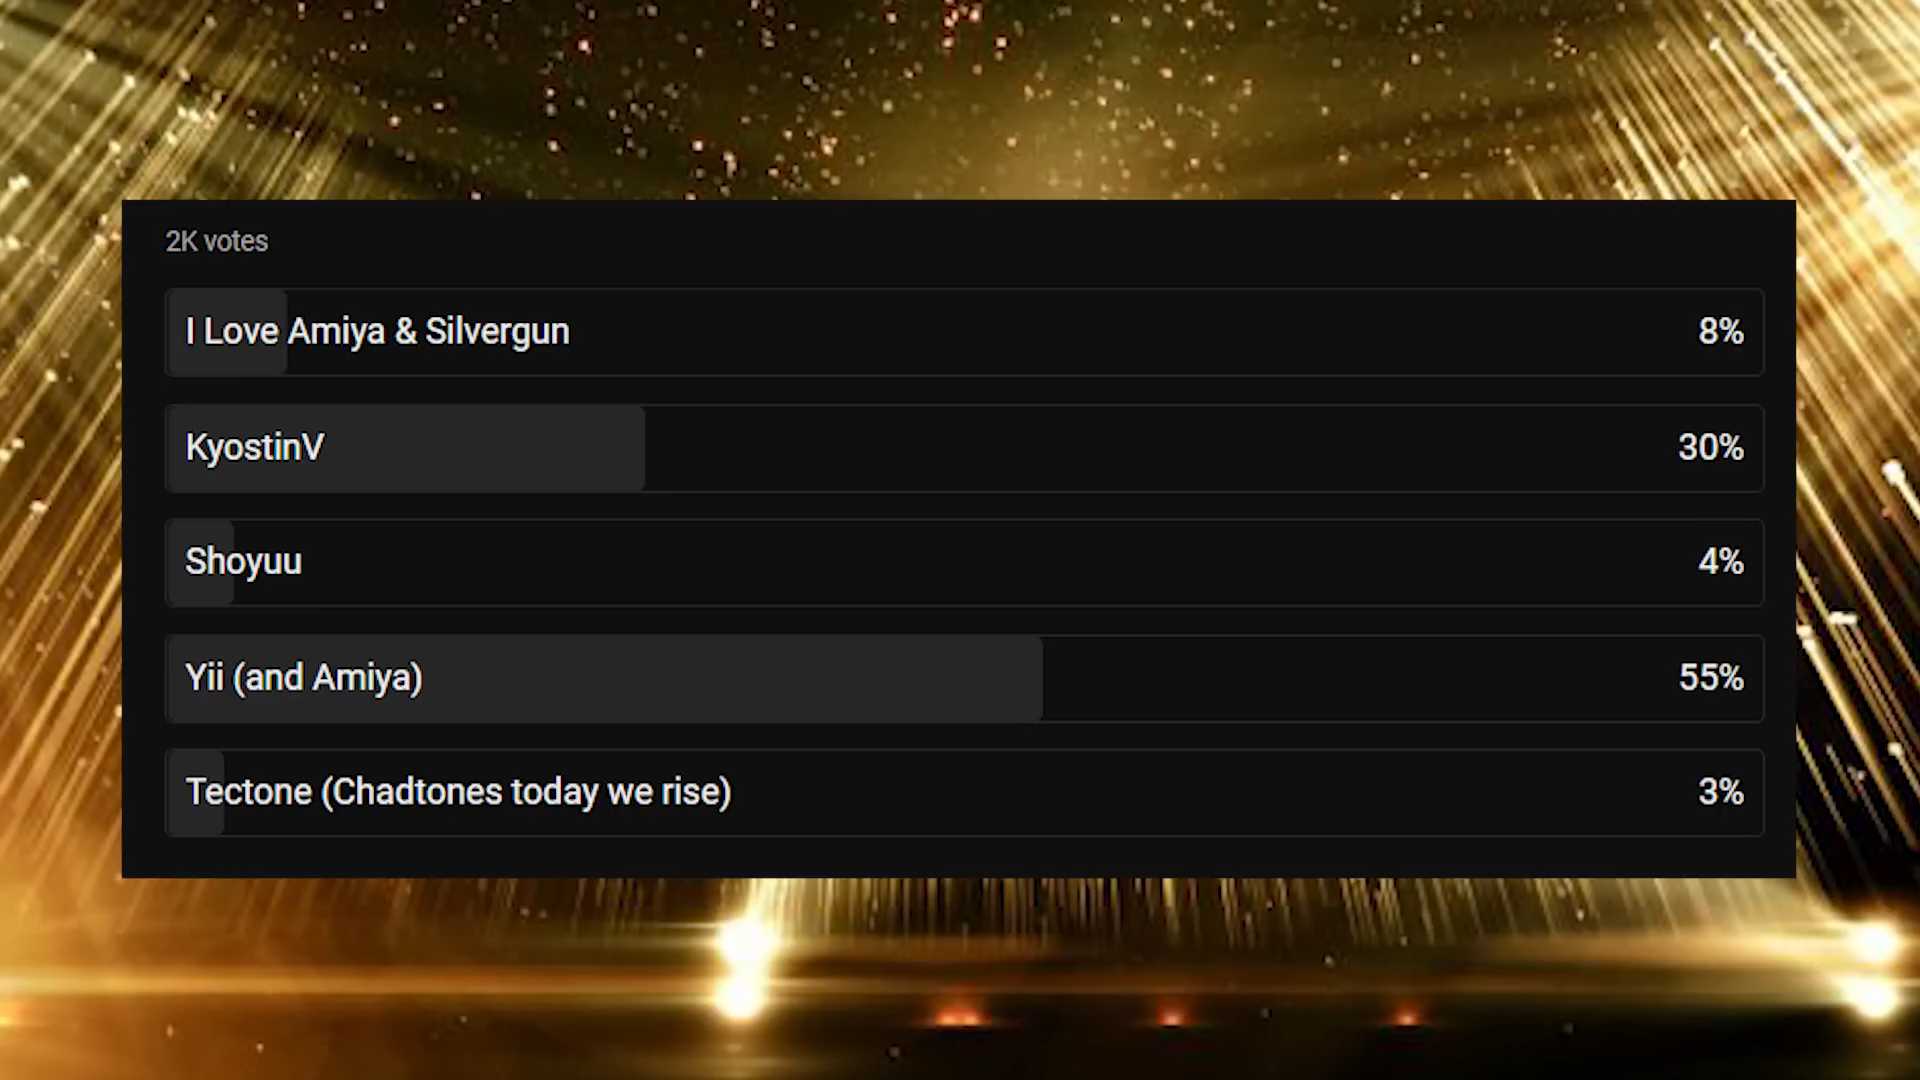 2K votes
I Love Amiya & Silvergun 8%
KyostinV 30%
Shoyuu 4%
Yii (and Amiya) 55%
Tectone (Chadtones today we rise) 3%